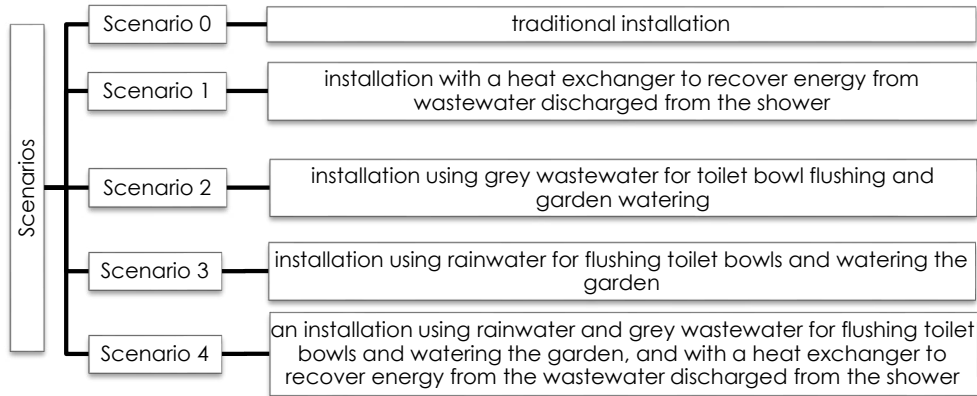 Scenarios
Scenario 0
traditional installation
Scenario 1
installation with a heat exchanger to recover energy from
wastewater discharged from the shower
Scenario 2
installation using grey wastewater for toilet bowl flushing and
garden watering
Scenario 3
installation using rainwater for flushing toilet bowls and watering the
garden
Scenario 4
an installation using rainwater and grey wastewater for flushing toilet
bowls and watering the garden, and with a heat exchanger to
recover energy from the wastewater discharged from the shower